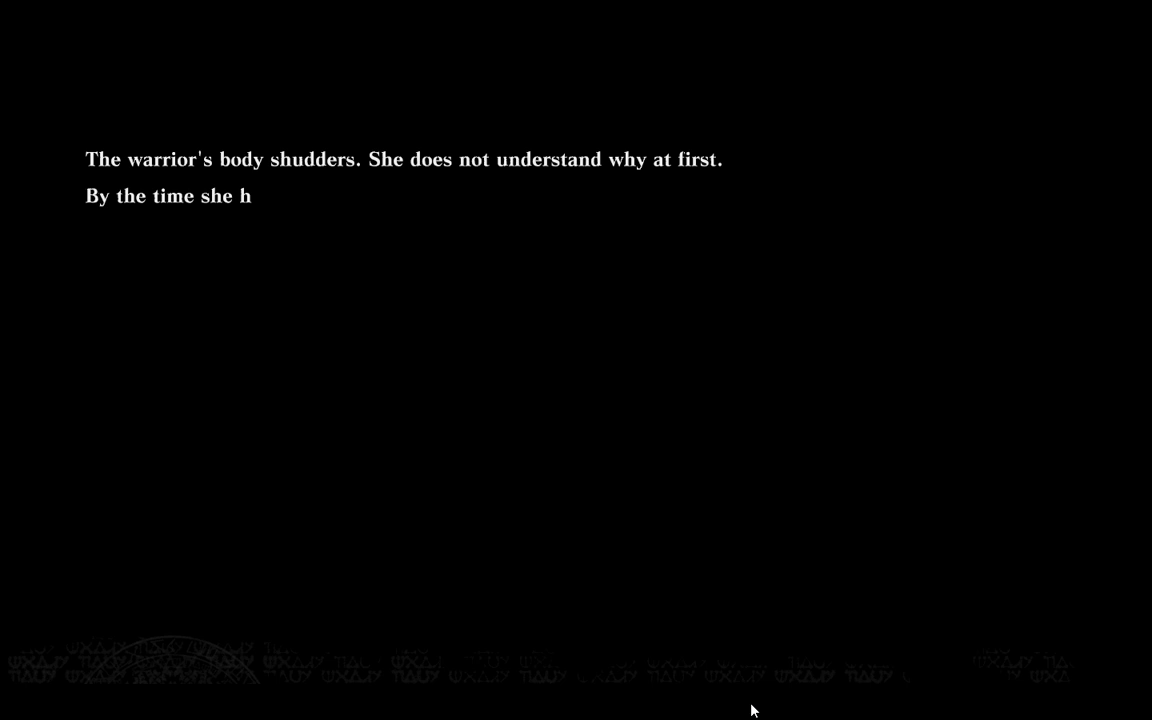 The warrior's body shudders. She does not understand why at first.
By the time she h